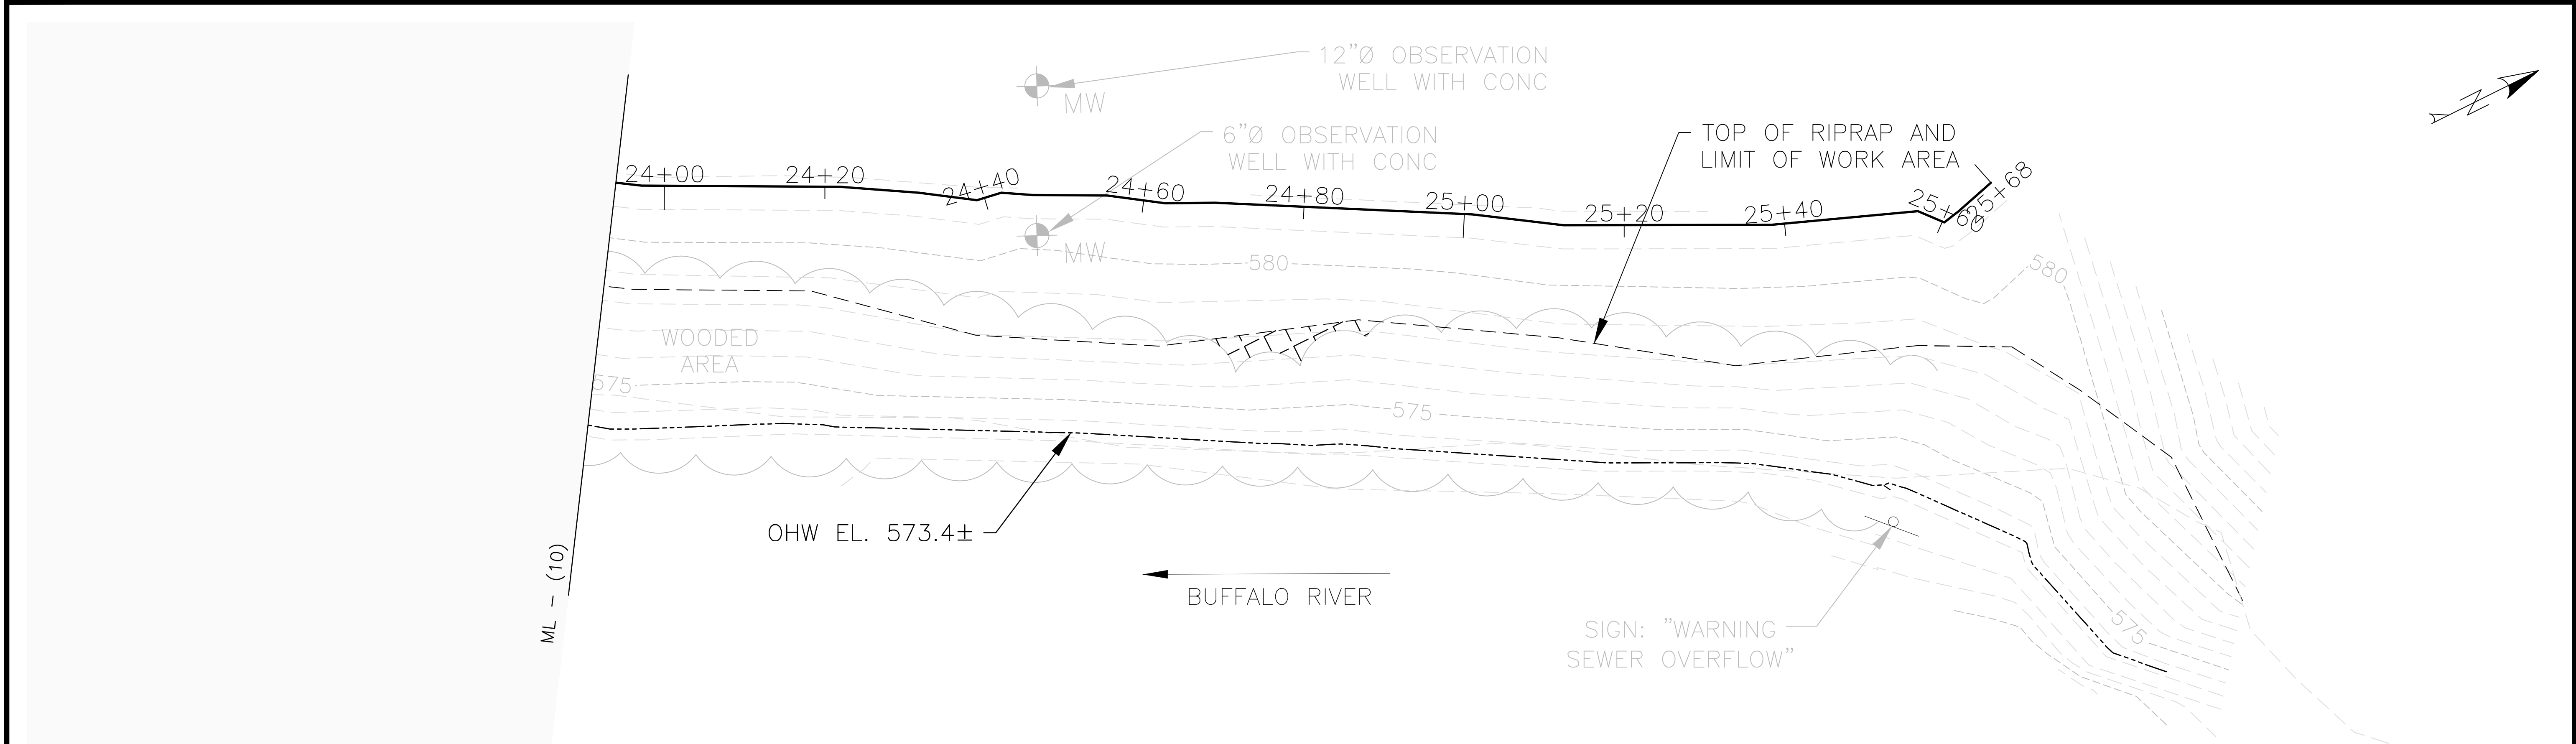 12"Ø OBSERVATION
WELL WITH CONC
MW
N
6"Ø OBSERVATION
WELL WITH CONC
MW
TOP OF RIPRAP AND
LIMIT OF WORK AREA
24+00
24+20
24+40
24+60
24+80
25+00
25+20
25+40
25+60
25+68
580
580
WOODED
AREA
575
575
OHW EL. 573.4±
ML - (10)
BUFFALO RIVER
SIGN: "WARNING
SEWER OVERFLOW"
575